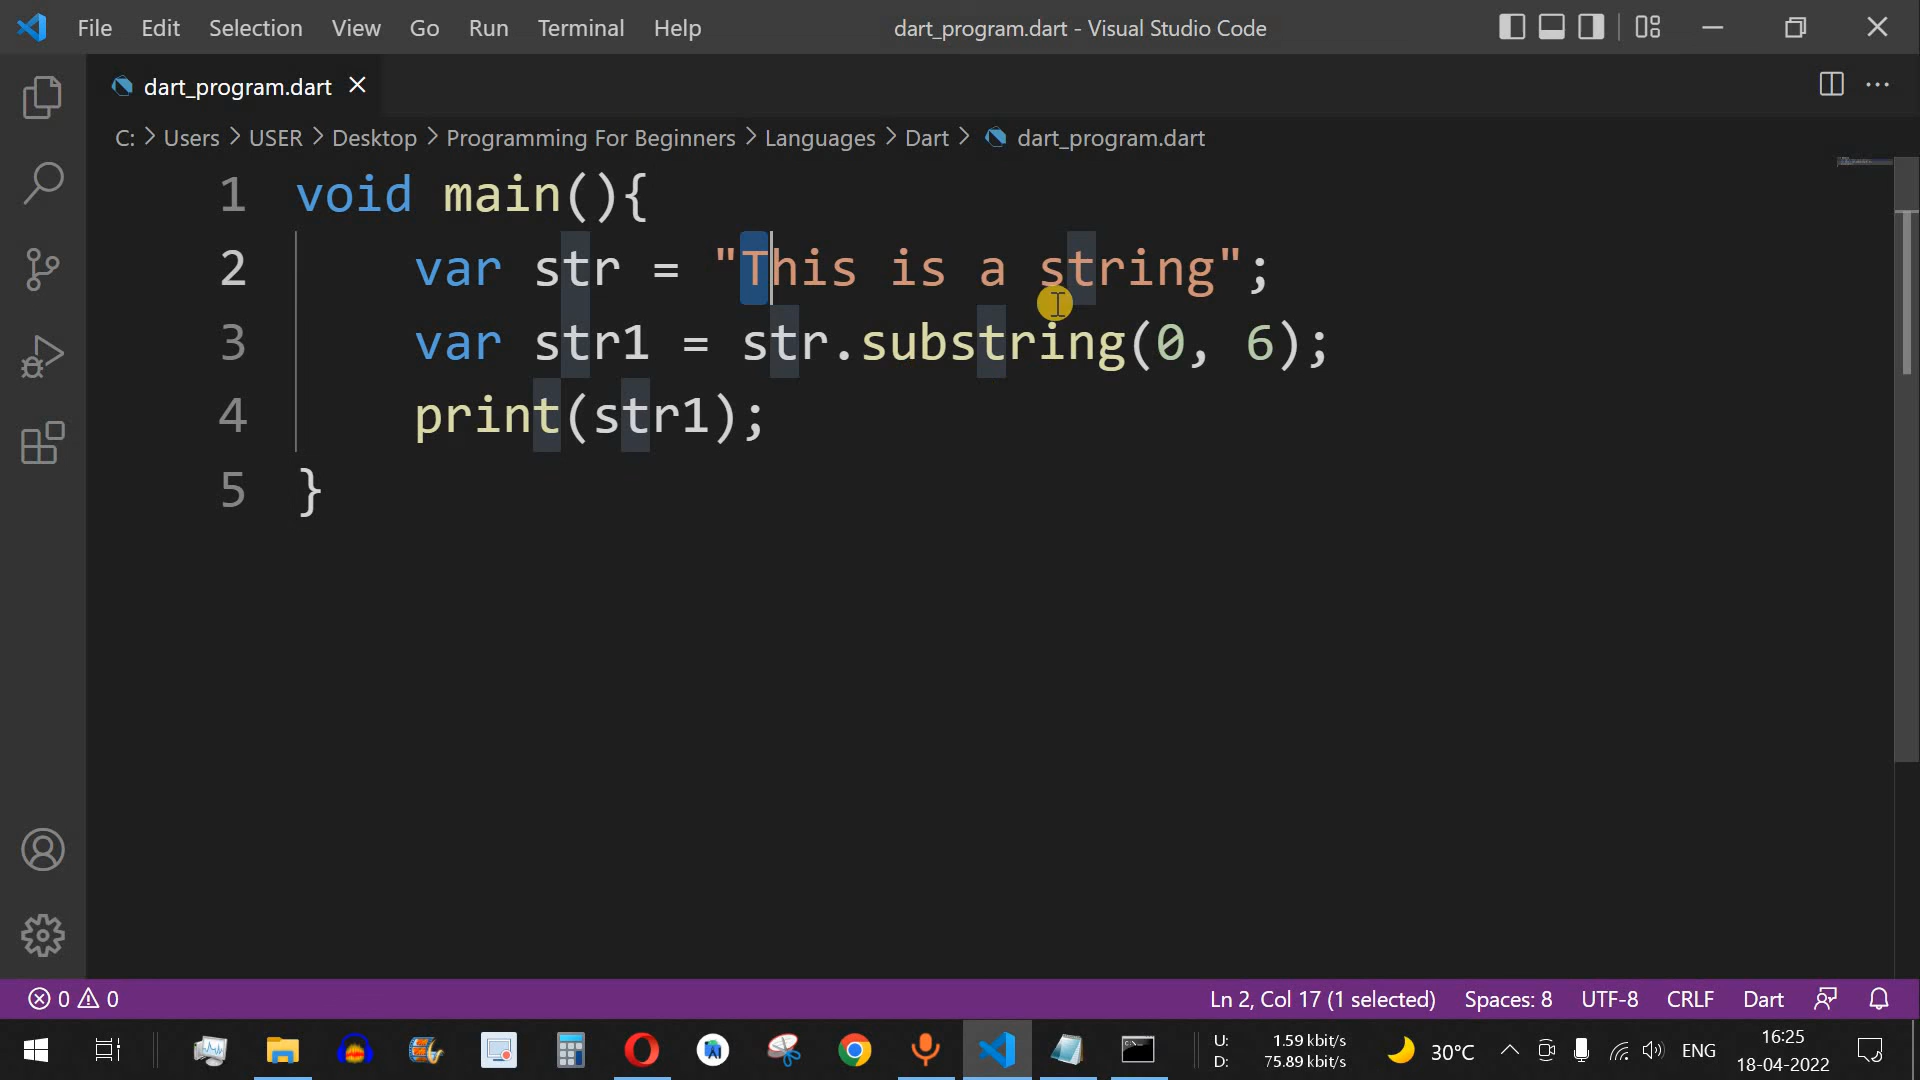 File Edit Selection View Go Run Terminal Help dart_program.dart - Visual Studio Code
dart_program.dart
C: > Users > USER > Desktop > Programming For Beginners > Languages > Dart > dart_program.dart
1 void main(){
2     var str = "This is a string";
3     var str1 = str.substring(0, 6);
4     print(str1);
5 }
0 0 Ln 2, Col 17 (1 selected) Spaces: 8 UTF-8 CRLF Dart
U: 1.59 kbit/s
D: 75.89 kbit/s
30°C ENG
16:25
18-04-2022